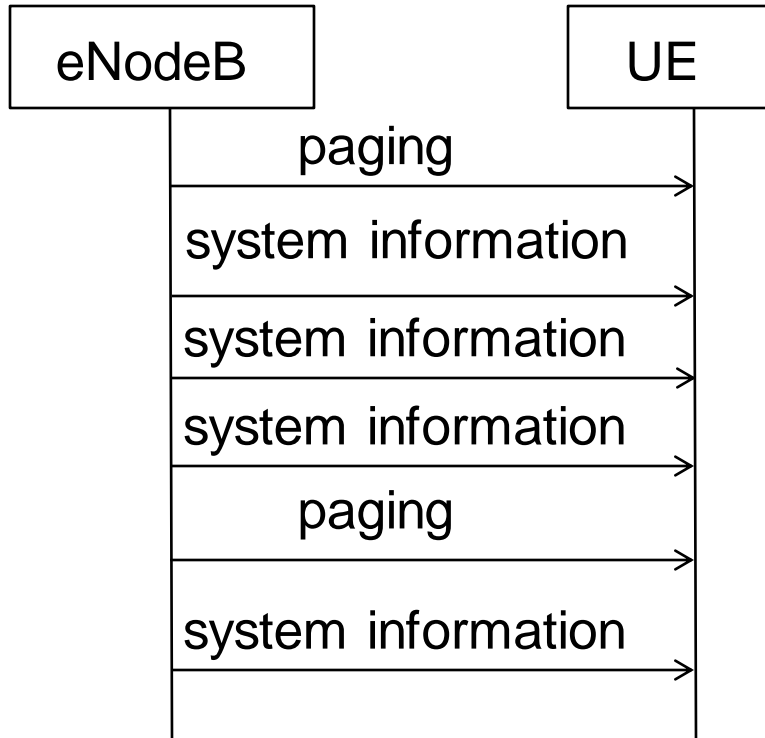 eNodeB UE
paging
system information
system information
system information
paging
system information